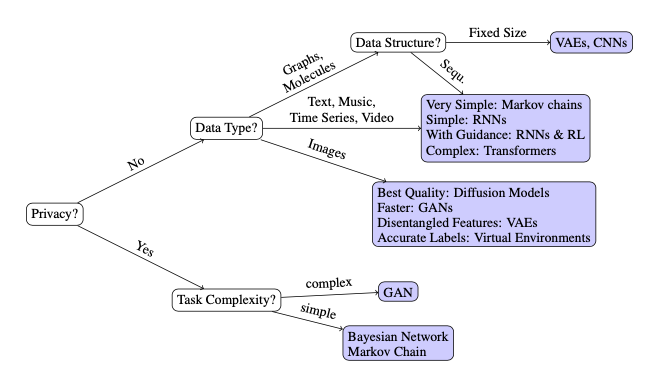 Fixed Size
Data Structure?
VAEs, CNNs
Graphs,
Molecules
Sequ.
Text, Music,
Time Series, Video
Very Simple: Markov chains
Simple: RNNs
With Guidance: RNNs & RL
Complex: Transformers
Data Type?
Images
No
Best Quality: Diffusion Models
Faster: GANs
Disentangled Features: VAEs
Accurate Labels: Virtual Environments
Privacy?
Yes
Task Complexity?
complex
GAN
simple
Bayesian Network
Markov Chain